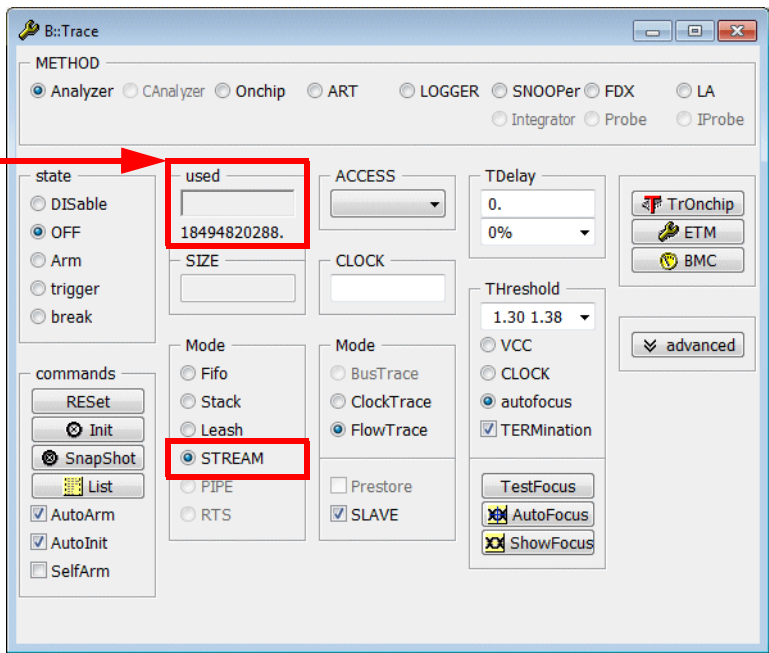 B::Trace
METHOD
Analyzer CAnalyzer Onchip ART LOGGER SNOOPer FDX LA
Integrator Probe IProbe
state
DISable
OFF
Arm
trigger
break
used
18494820288.
SIZE
ACCESS
CLOCK
TDelay
0.
0%
TrOnchip
ETM
BMC
THreshold
1.30 1.38
VCC
CLOCK
autofocus
TERMination
advanced
commands
RESet
Init
SnapShot
List
AutoArm
AutoInit
SelfArm
Mode
Fifo
Stack
Leash
STREAM
PIPE
RTS
Mode
BusTrace
ClockTrace
FlowTrace
Prestore
SLAVE
TestFocus
AutoFocus
ShowFocus